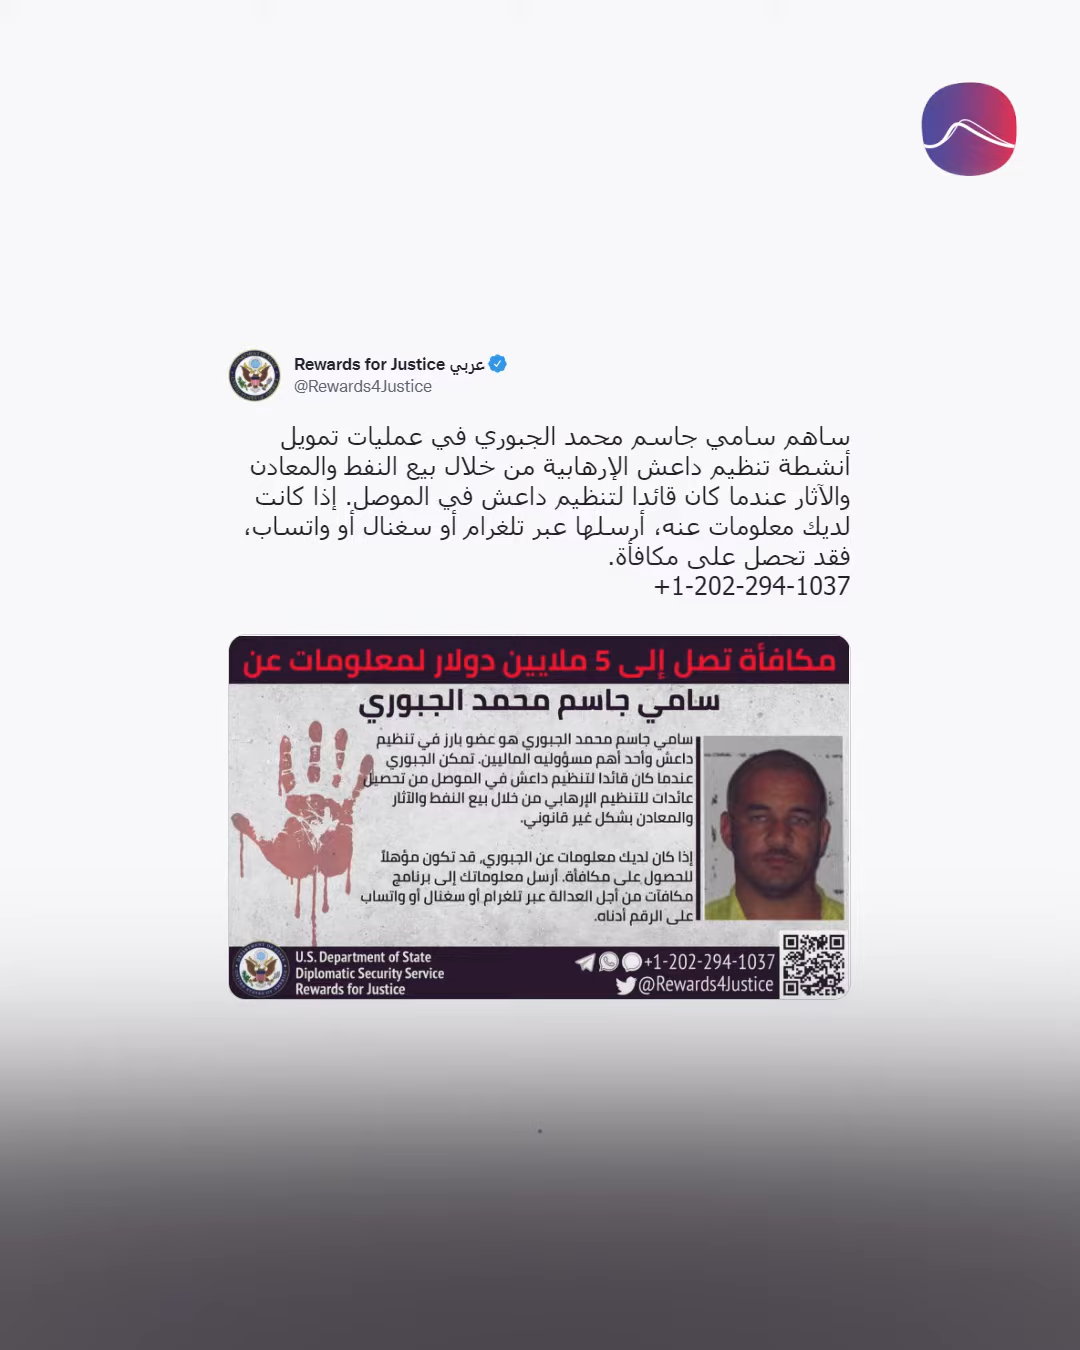 Rewards for Justice عربي
@Rewards4Justice
ساهم سامي جاسم محمد الجبوري في عمليات تمويل
أنشطة تنظيم داعش الإرهابية من خلال بيع النفط والمعادن
والآثار عندما كان قائدا لتنظيم داعش في الموصل. إذا كانت
لديك معلومات عنه، أرسلها عبر تلغرام أو سغنال أو واتساب،
فقد تحصل على مكافأة.
+1-202-294-1037
مكافأة تصل إلى 5 ملايين دولار لمعلومات عن
سامي جاسم محمد الجبوري
سامي جاسم محمد الجبوري هو عضو بارز في تنظيم
داعش وأحد أهم مسؤوليه الماليين. تمكن الجبوري
عندما كان قائدا لتنظيم داعش في الموصل من تحصيل
عائدات للتنظيم الإرهابي من خلال بيع النفط والآثار
والمعادن بشكل غير قانوني.
إذا كان لديك معلومات عن الجبوري، قد تكون مؤهلاً
للحصول على مكافأة. أرسل معلوماتك إلى برنامج
مكافآت من أجل العدالة عبر تلغرام أو سغنال أو واتساب
على الرقم أدناه.
U.S. Department of State
Diplomatic Security Service
Rewards for Justice
+1-202-294-1037
@Rewards4Justice